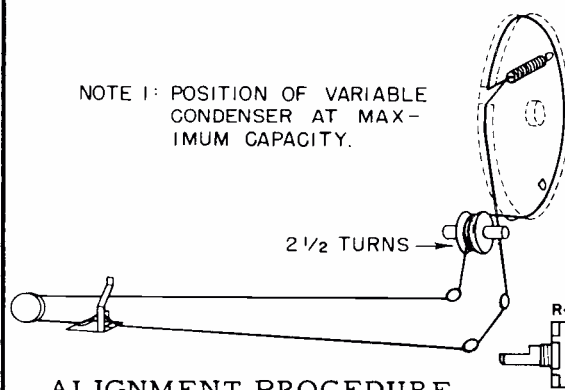 NOTE 1: POSITION OF VARIABLE
CONDENSER AT MAX-
IMUM CAPACITY.
2 1/2 TURNS
ALIGNMENT PROCEDURE